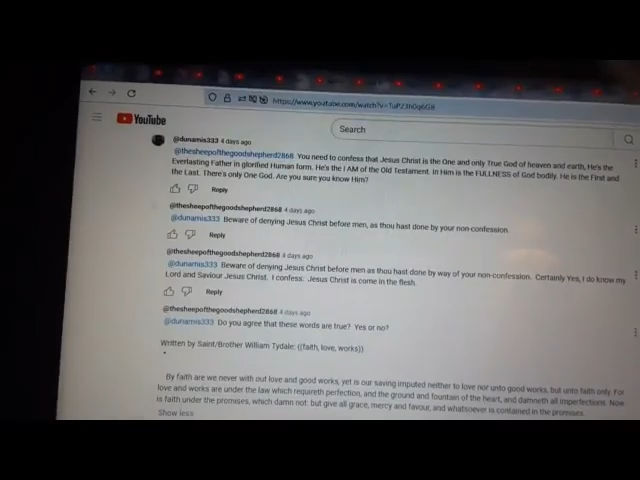 https://www.youtube.com/watch?v=TuPZ3h0q6G8
YouTube
Search
@dunamis333 4 days ago
@thesheepofthegoodshepherd2868 You need to confess that Jesus Christ is the One and only True God of heaven and earth, He's the
Everlasting Father in glorified Human form. He's the I AM of the Old Testament. In Him is the FULLNESS of God bodily. He is the First and
the Last. There's only One God. Are you sure you know Him?
Reply
@thesheepofthegoodshepherd2868 4 days ago
@dunamis333 Beware of denying Jesus Christ before men, as thou hast done by your non-confession.
Reply
@thesheepofthegoodshepherd2868 4 days ago
@dunamis333 Beware of denying Jesus Christ before men as thou hast done by way of your non-confession. Certainly Yes, I do know my
Lord and Saviour Jesus Christ. I confess: Jesus Christ is come in the flesh.
Reply
@thesheepofthegoodshepherd2868 4 days ago
@dunamis333 Do you agree that these words are true? Yes or no?
Written by Saint/Brother William Tydale: ((faith, love, works))
By faith are we never with out love and good works, yet is our saving imputed neither to love nor unto good works, but unto faith only. For
love and works are under the law which requireth perfection, and the ground and fountain of the heart, and damneth all imperfections. Now
is faith under the promises, which damn not: but give all grace, mercy and favour, and whatsoever is contained in the promises.
Show less